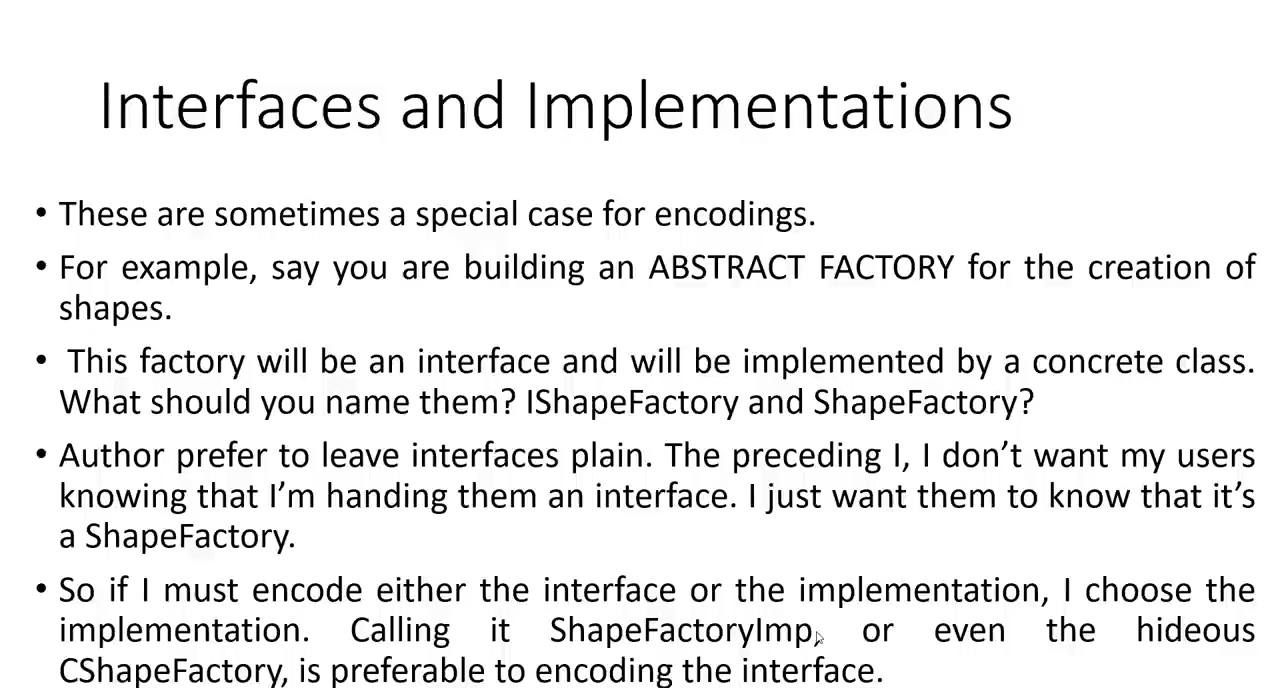 Interfaces and Implementations
• These are sometimes a special case for encodings.
• For example, say you are building an ABSTRACT FACTORY for the creation of
shapes.
• This factory will be an interface and will be implemented by a concrete class.
What should you name them? IShapeFactory and ShapeFactory?
• Author prefer to leave interfaces plain. The preceding I, I don’t want my users
knowing that I’m handing them an interface. I just want them to know that it’s
a ShapeFactory.
• So if I must encode either the interface or the implementation, I choose the
implementation. Calling it ShapeFactoryImp, or even the hideous
CShapeFactory, is preferable to encoding the interface.